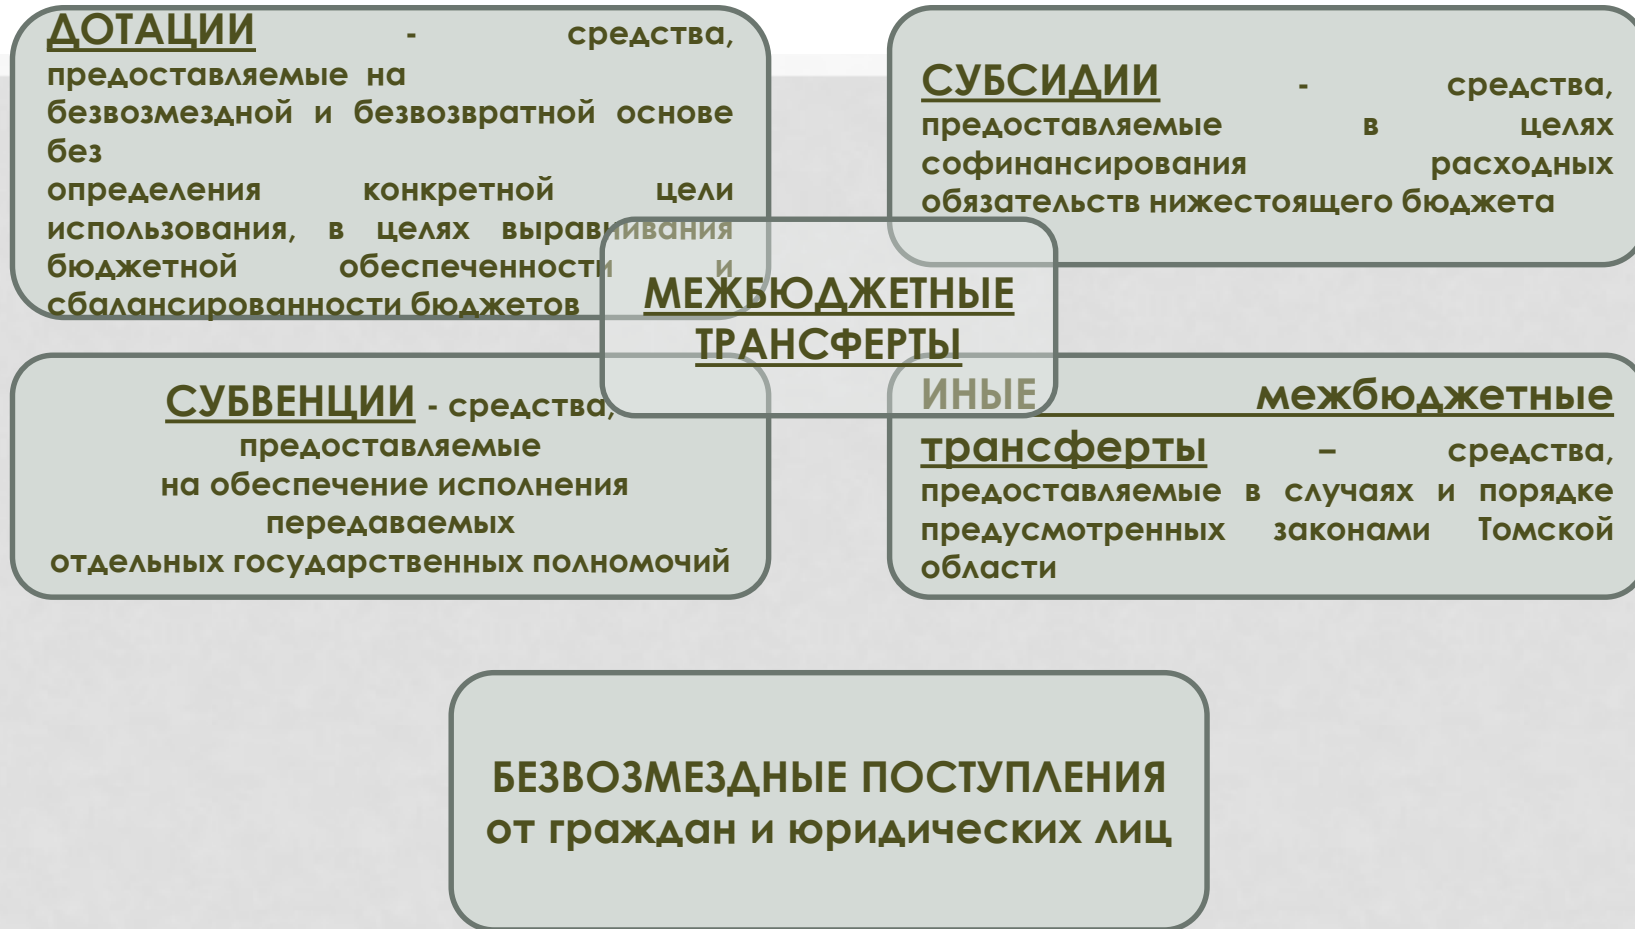 ДОТАЦИИ - средства,
предоставляемые на
безвозмездной и безвозвратной основе
без
определения конкретной цели
использования, в целях выравнивания
бюджетной обеспеченности и
сбалансированности бюджетов
СУБСИДИИ - средства,
предоставляемые в целях
софинансирования расходных
обязательств нижестоящего бюджета
МЕЖБЮДЖЕТНЫЕ
ТРАНСФЕРТЫ
СУБВЕНЦИИ - средства,
предоставляемые
на обеспечение исполнения
передаваемых
отдельных государственных полномочий
ИНЫЕ межбюджетные
трансферты – средства,
предоставляемые в случаях и порядке
предусмотренных законами Томской
области
БЕЗВОЗМЕЗДНЫЕ ПОСТУПЛЕНИЯ
от граждан и юридических лиц